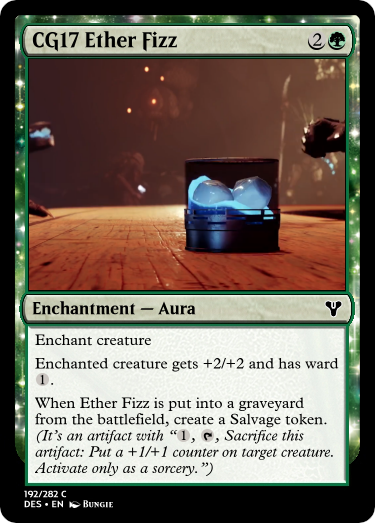 CG17 Ether Fizz 2
Enchantment — Aura
Enchant creature
Enchanted creature gets +2/+2 and has ward
1.
When Ether Fizz is put into a graveyard
from the battlefield, create a Salvage token.
(It's an artifact with “1, , Sacrifice this
artifact: Put a +1/+1 counter on target creature.
Activate only as a sorcery.”)
192/282 C
DES • EN Bungie